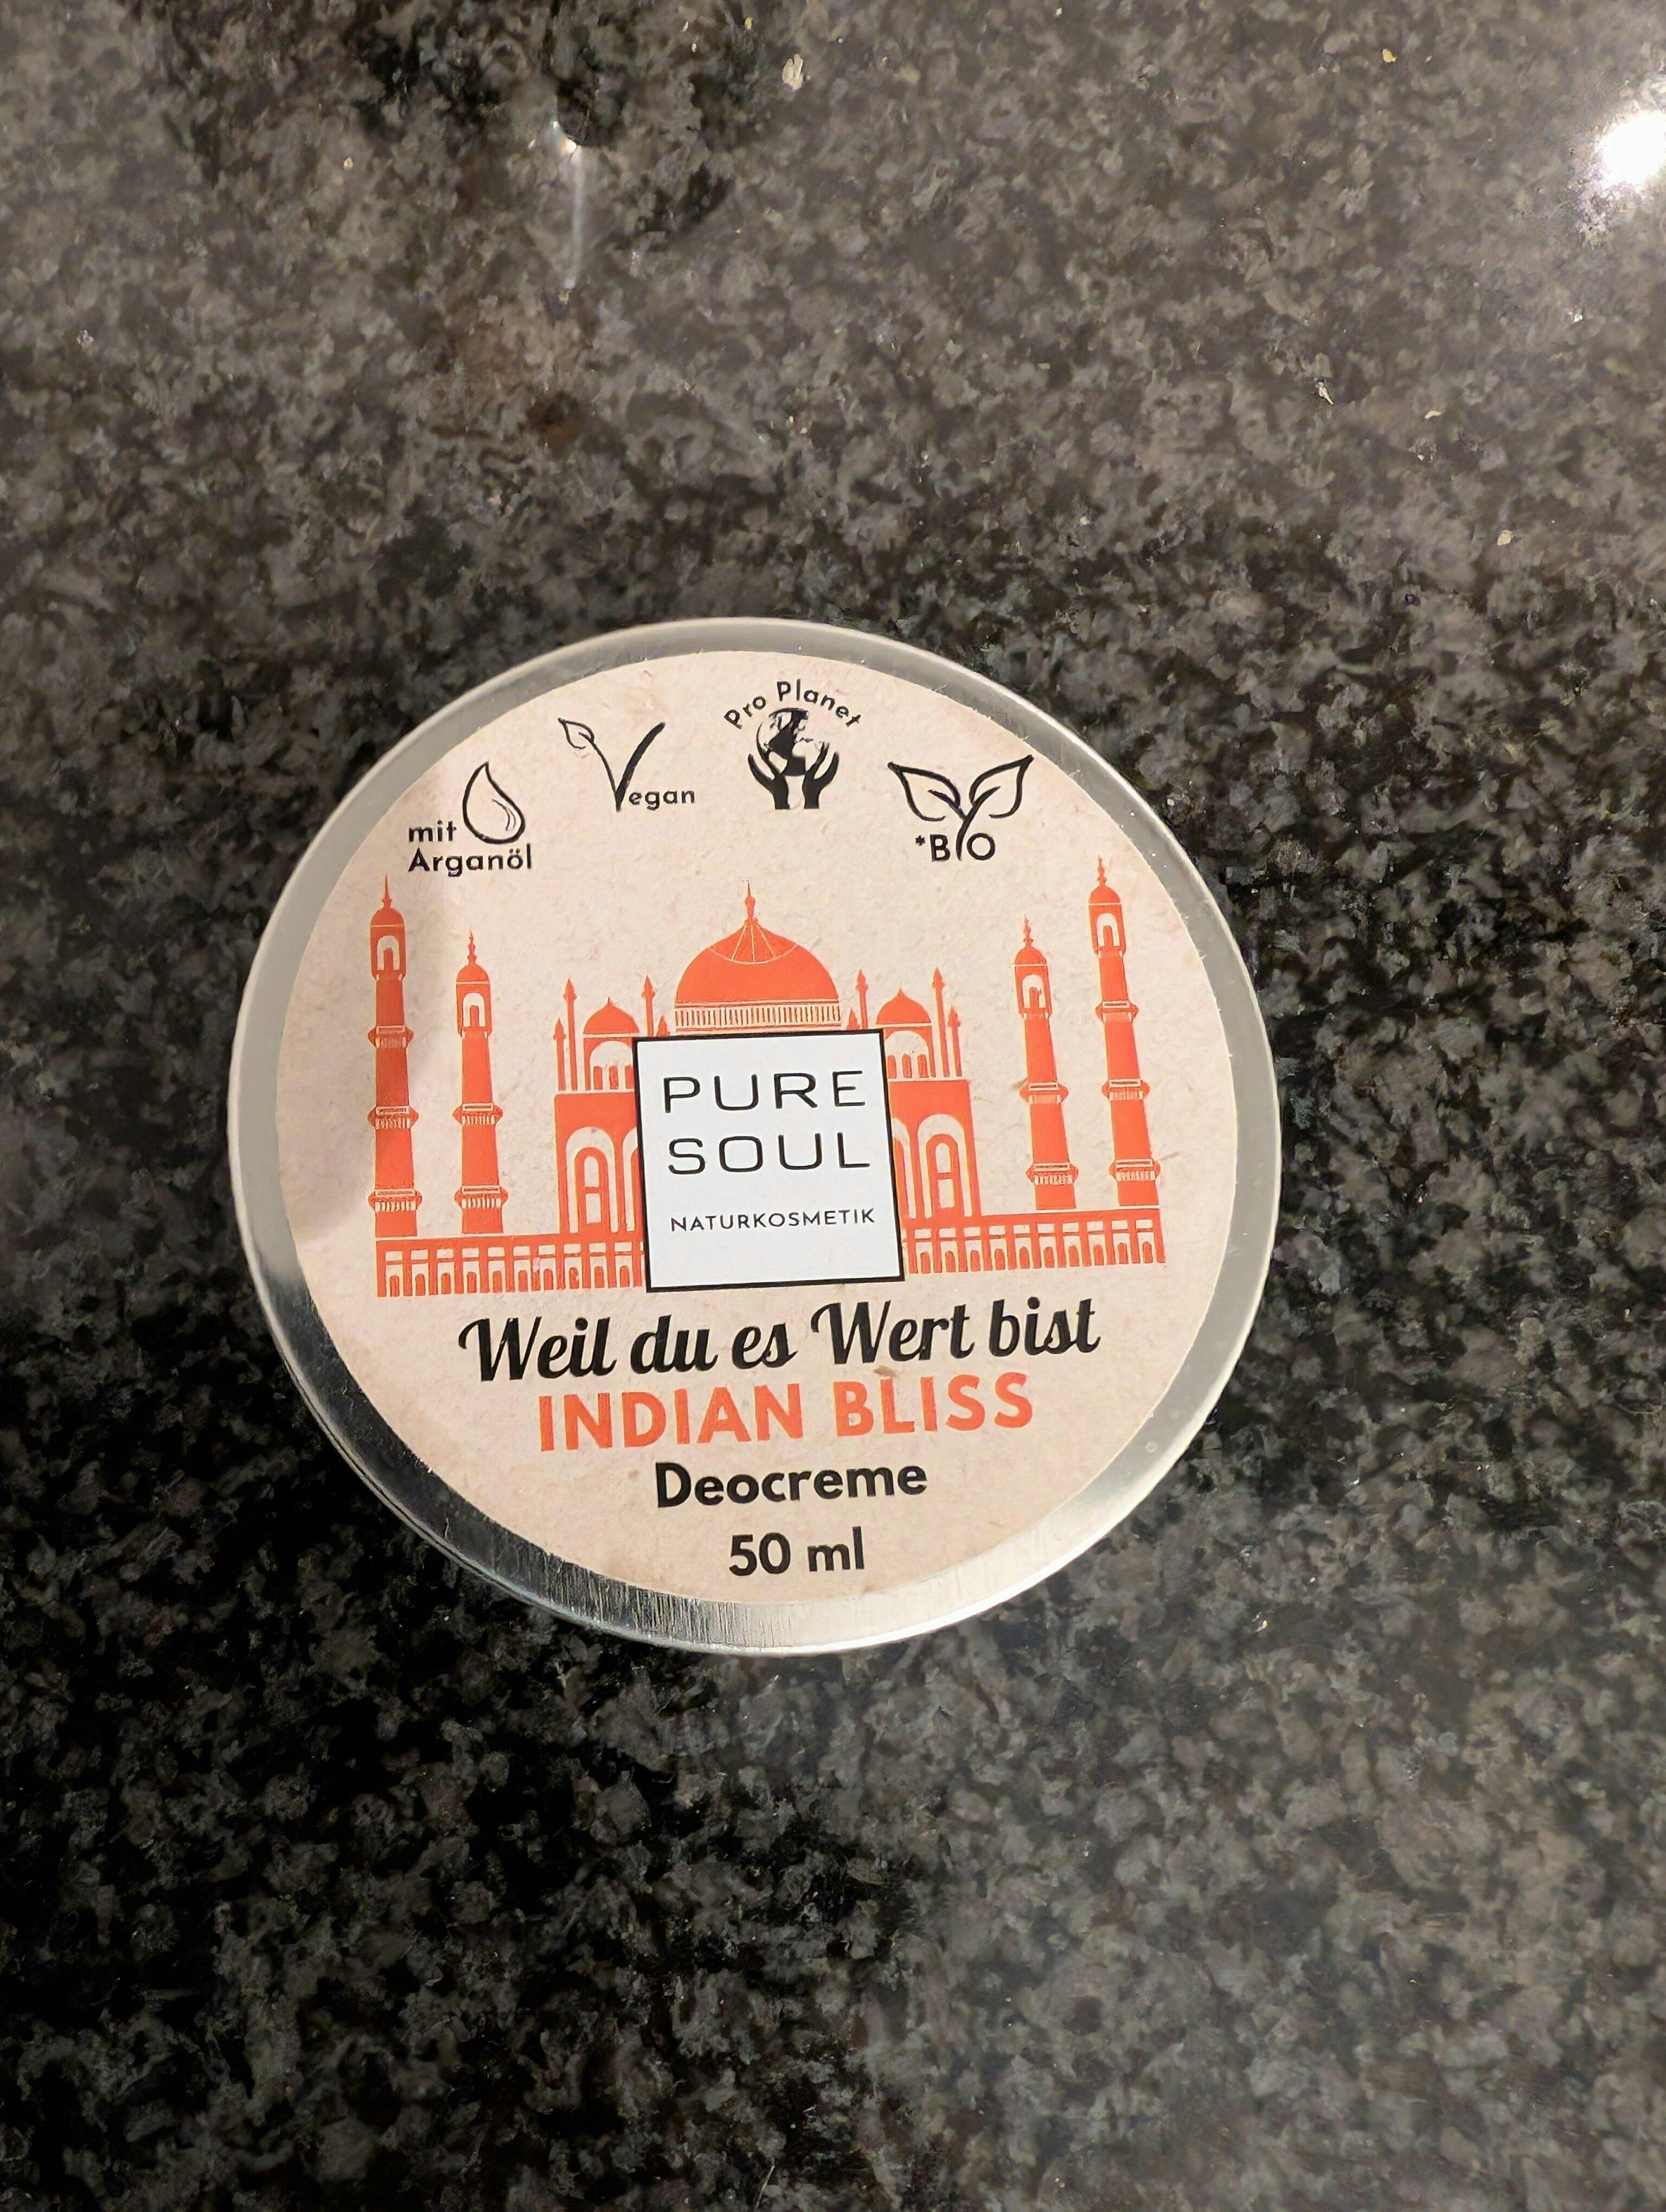 Pro Planet
Vegan
mit
Arganöl
*BIO
PURE
SOUL
NATURKOSMETIK
Weil du es Wert bist
INDIAN BLISS
Deocreme
50 ml